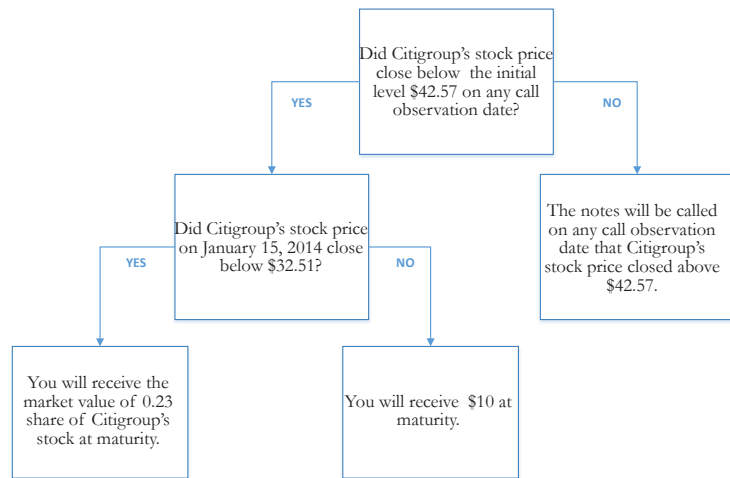 Did Citigroup's stock price
close below the initial
level $42.57 on any call
observation date?
YES
NO
Did Citigroup's stock price
on January 15, 2014 close
below $32.51?
The notes will be called
on any call observation
date that Citigroup's
stock price closed above
$42.57.
YES
NO
You will receive the
market value of 0.23
share of Citigroup's
stock at maturity.
You will receive $10 at
maturity.